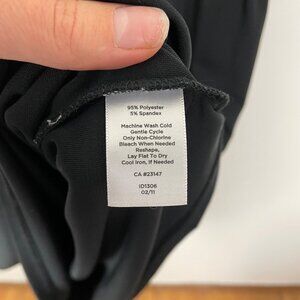 95% Polyester
5% Spandex
Machine Wash Cold
Gentle Cycle
Only Non-Chlorine
Bleach When Needed
Reshape,
Lay Flat To Dry
Cool Iron, If Needed
CA #23147
ID1306
02/11